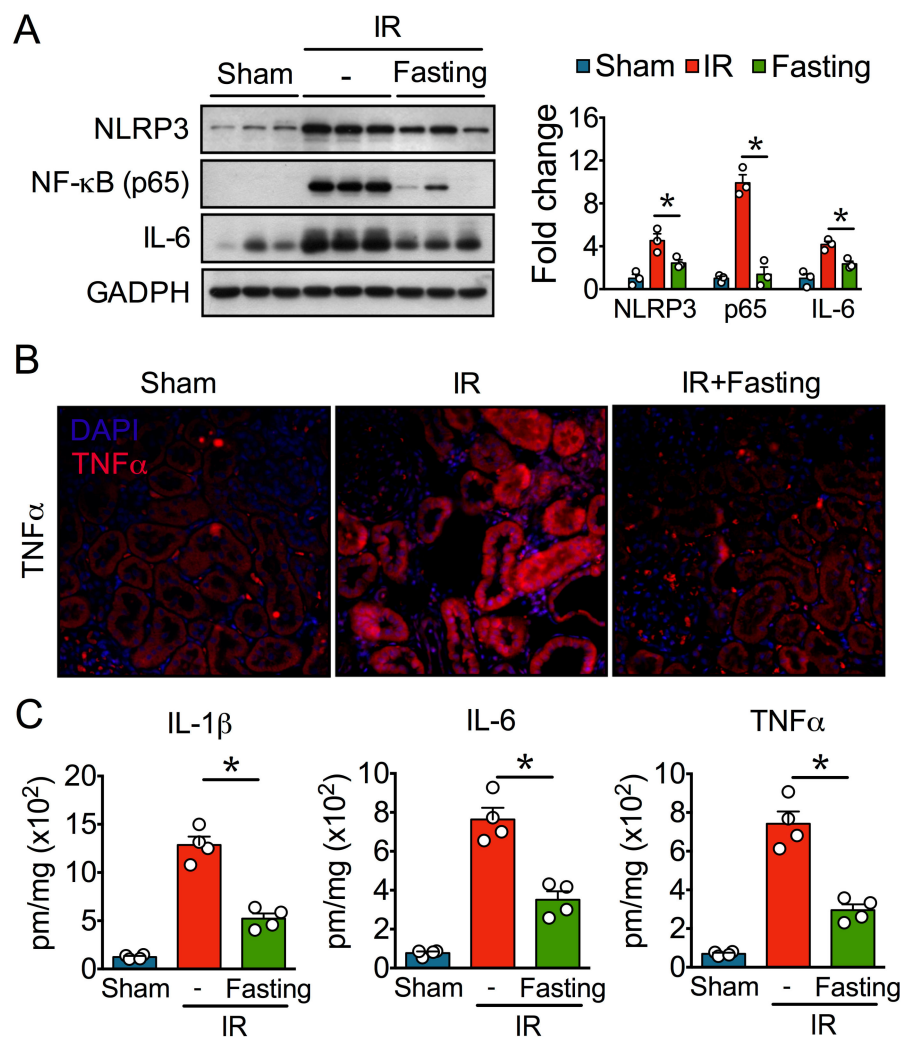 A
IR
Sham
-
Fasting
NLRP3
NF-κB (p65)
IL-6
GADPH
Sham IR Fasting
Fold change
16
12
8
4
0
*
*
*
NLRP3 p65 IL-6
B
Sham
IR
IR+Fasting
DAPI
TNFα
TNFα
C
IL-1β
pm/mg (x10²)
20
15
10
5
0
*
Sham - Fasting
IR
IL-6
pm/mg (x10²)
10
8
6
4
2
0
*
Sham - Fasting
IR
TNFα
pm/mg (x10²)
10
8
6
4
2
0
*
Sham - Fasting
IR